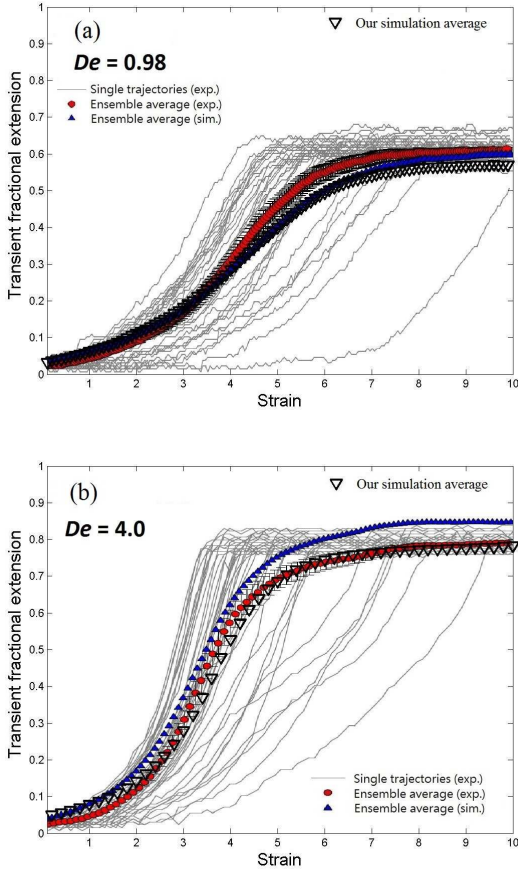 1
(a)
Our simulation average
0.9
De = 0.98
0.8
Single trajectories (exp.)
Ensemble average (exp.)
Ensemble average (sim.)
0.7
0.6
0.5
0.4
0.3
0.2
0.1
0
Transient fractional extension
1 2 3 4 5 6 7 8 9 10
Strain
1
(b)
Our simulation average
0.9
De = 4.0
0.8
0.7
0.6
0.5
0.4
0.3
0.2
0.1
0
Transient fractional extension
Single trajectories (exp.)
Ensemble average (exp.)
Ensemble average (sim.)
1 2 3 4 5 6 7 8 9 10
Strain